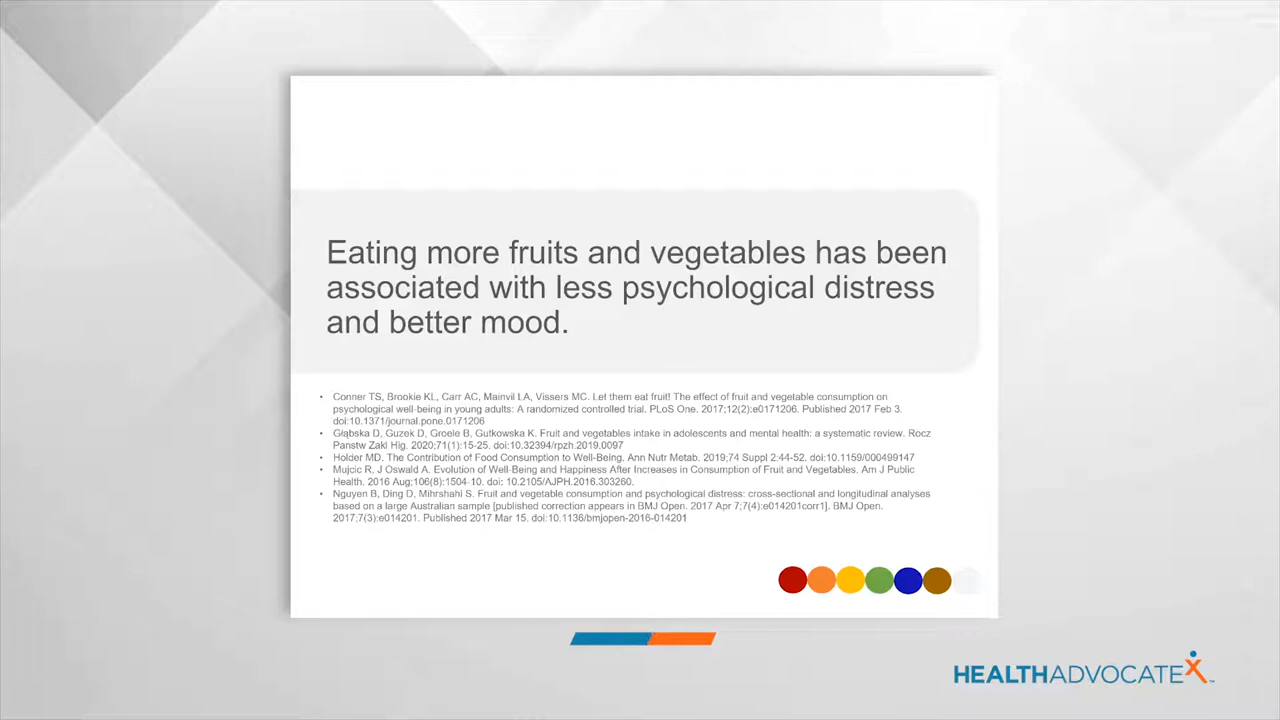 Eating more fruits and vegetables has been
associated with less psychological distress
and better mood.
• Conner TS, Brookie KL, Carr AC, Mainvil LA, Vissers MC. Let them eat fruit! The effect of fruit and vegetable consumption on
psychological well-being in young adults: A randomized controlled trial. PLoS One. 2017;12(2):e0171206. Published 2017 Feb 3.
doi:10.1371/journal.pone.0171206
• Głąbska D, Guzek D, Groele B, Gutkowska K. Fruit and vegetables intake in adolescents and mental health: a systematic review. Rocz
Panstw Zaki Hig. 2020;71(1):15-25. doi:10.32394/rpzh.2019.0097
• Holder MD. The Contribution of Food Consumption to Well-Being. Ann Nutr Metab. 2019;74 Suppl 2:44-52. doi:10.1159/000499147
• Mujcic R, J Oswald A. Evolution of Well-Being and Happiness After Increases in Consumption of Fruit and Vegetables. Am J Public
Health. 2016 Aug;106(8):1504-10. doi: 10.2105/AJPH.2016.303260.
• Nguyen B, Ding D, Mihrshahi S. Fruit and vegetable consumption and psychological distress: cross-sectional and longitudinal analyses
based on a large Australian sample [published correction appears in BMJ Open. 2017 Apr 7;7(4):e014201corr1]. BMJ Open.
2017;7(3):e014201. Published 2017 Mar 15. doi:10.1136/bmjopen-2016-014201
HEALTHADVOCATEX™